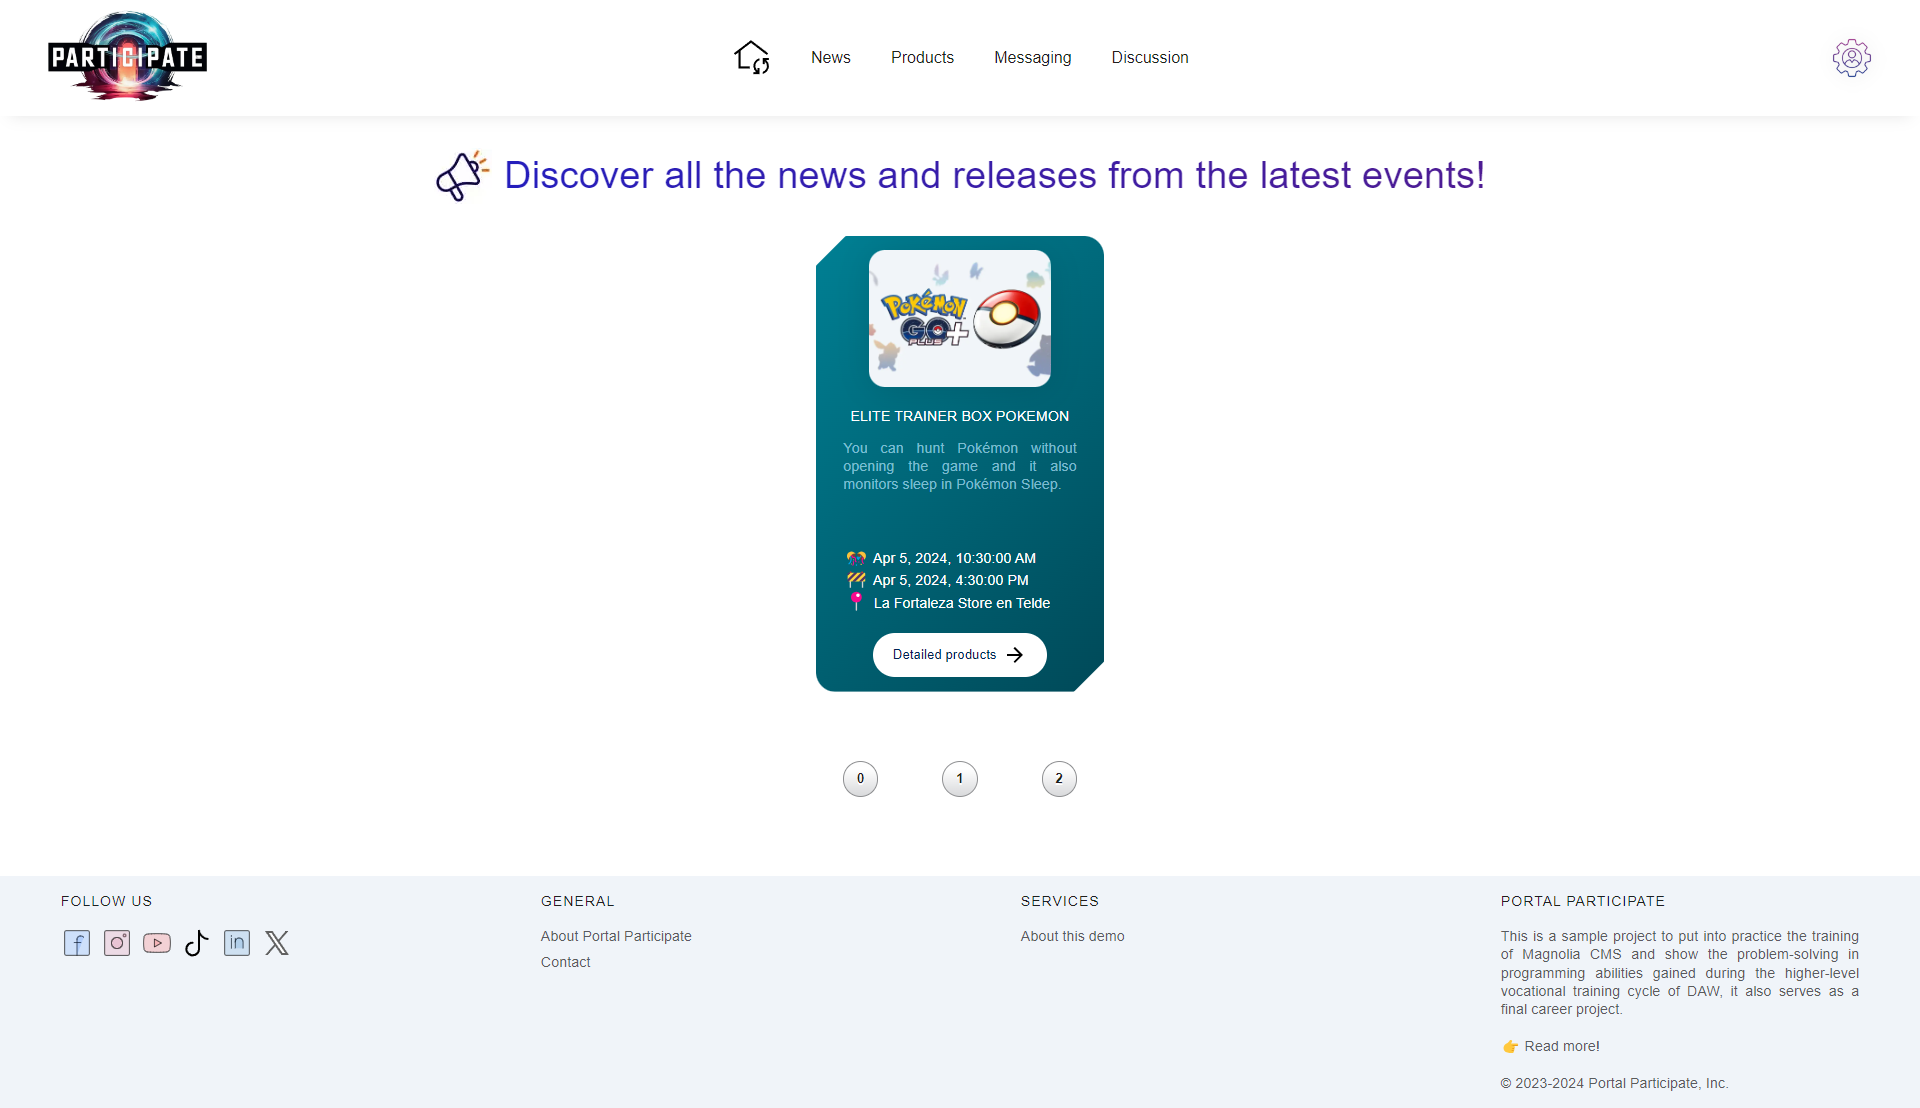 PARTICIPATE
News
Products
Messaging
Discussion
Discover all the news and releases from the latest events!
POKéMON
GO
PLUS +
ELITE TRAINER BOX POKEMON
You can hunt Pokémon without
opening the game and it also
monitors sleep in Pokémon Sleep.
Apr 5, 2024, 10:30:00 AM
Apr 5, 2024, 4:30:00 PM
La Fortaleza Store en Telde
Detailed products
0
1
2
FOLLOW US
GENERAL
About Portal Participate
Contact
SERVICES
About this demo
PORTAL PARTICIPATE
This is a sample project to put into practice the training
of Magnolia CMS and show the problem-solving in
programming abilities gained during the higher-level
vocational training cycle of DAW, it also serves as a
final career project.
👉 Read more!
© 2023-2024 Portal Participate, Inc.